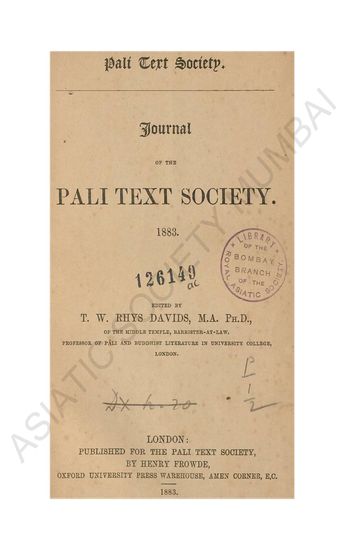 Pali Text Society.
Journal
OF THE
PALI TEXT SOCIETY.
1883.
126149
ac
LIBRARY
OF THE
BOMBAY
BRANCH
OF THE
ROYAL ASIATIC SOCIETY
EDITED BY
T. W. RHYS DAVIDS, M.A. PH.D.,
OF THE MIDDLE TEMPLE, BARRISTER-AT-LAW,
PROFESSOR OF PÂLI AND BUDDHIST LITERATURE IN UNIVERSITY COLLEGE,
LONDON.
LONDON:
PUBLISHED FOR THE PALI TEXT SOCIETY,
BY HENRY FROWDE,
OXFORD UNIVERSITY PRESS WAREHOUSE, AMEN CORNER, E.C.
1883.
ASIATIC SOCIETY MUMBAI